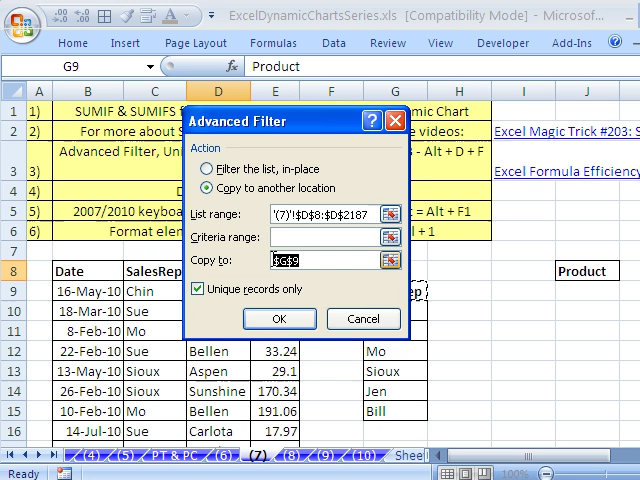 ExcelDynamicChartsSeries.xls [Compatibility Mode] - Microsoft...
Home Insert Page Layout Formulas Data Review View Developer Add-Ins
G9 Product
A B C D E F G H I J
1 1) SUMIF & SUMIFS f amic Chart
2 2) For more about S e videos: Excel Magic Trick #203: S
3 3) Advanced Filter, Uni - Alt + D + F Excel Formula Efficiency
4 4) D
5 5) 2007/2010 keyboa t = Alt + F1
6 6) Format elem l + 1
7
8 Date SalesRep Product
9 16-May-10 Chin ep
10 18-Mar-10 Sue
11 8-Feb-10 Mo
12 22-Feb-10 Sue Bellen 33.24 Mo
13 16-May-10 Sioux Aspen 29.1 Sioux
14 26-Feb-10 Sioux Sunshine 170.34 Jen
15 10-Feb-10 Mo Bellen 191.06 Bill
16 14-Jul-10 Sue Carlota 17.97
Advanced Filter
Action
Filter the list, in-place
Copy to another location
List range: '(7)'!$D$8:$D$2187
Criteria range:
Copy to: $G$9
Unique records only
OK Cancel
(4) (5) PT & PC (6) (7) (8) (9) (10) Sheet
Ready 100%